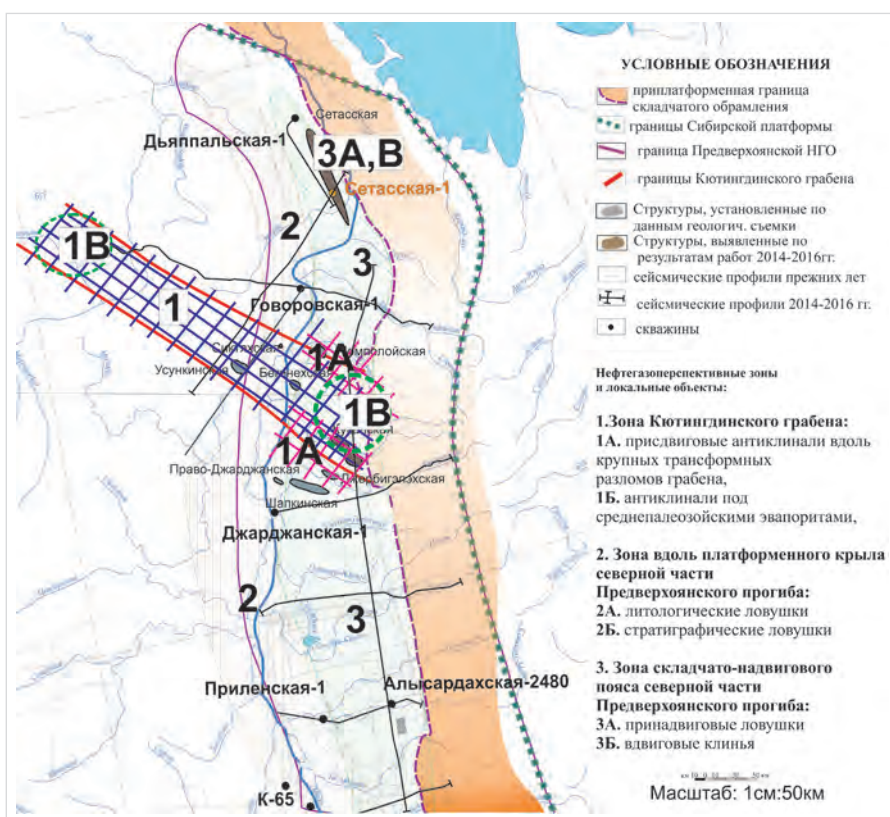 Сетасская
Дьяппальская-1
3А,В
Сетасская-1
2
3
1В
1
Говоровская-1
1А
Усункинская
1В
1А
Право-Джарджанская
Джербигалэхская
Шапкинская
Джарджанская-1
2
3
Приленская-1
Алысардахская-2480
К-65
УСЛОВНЫЕ ОБОЗНАЧЕНИЯ
приплатформенная граница
складчатого обрамления
границы Сибирской платформы
граница Предверхоянской НГО
границы Кютингдинского грабена
Структуры, установленные по
данным геологич. съемки
Структуры, выявленные по
результатам работ 2014-2016гг.
сейсмические профили прежних лет
сейсмические профили 2014-2016 гг.
скважины
Нефтегазоперспективные зоны
и локальные объекты:
1.Зона Кютингдинского грабена:
1А. присдвиговые антиклинали вдоль
крупных трансформных
разломов грабена,
1Б. антиклинали под
среднепалеозойскими эвапоритами,
2. Зона вдоль платформенного крыла
северной части
Предверхоянского прогиба:
2А. литологические ловушки
2Б. стратиграфические ловушки
3. Зона складчато-надвигового
пояса северной части
Предверхоянского прогиба:
3А. принадвиговые ловушки
3Б. вдвиговые клинья
Масштаб: 1см:50км